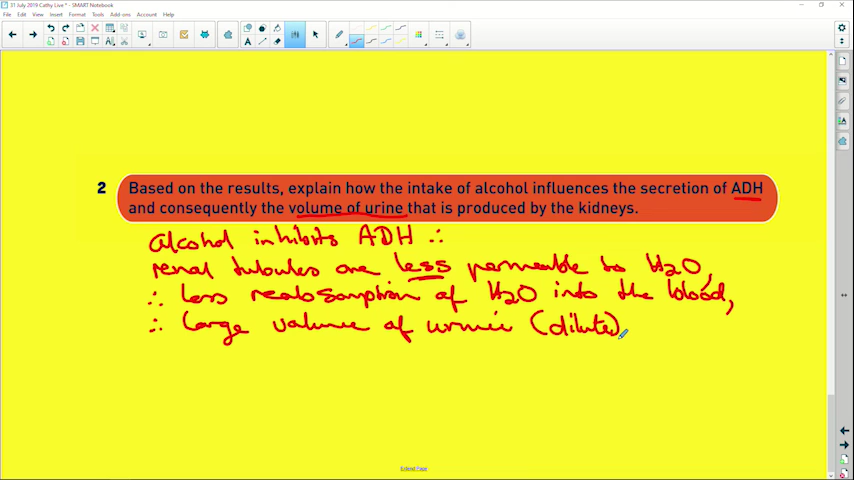 31 July 2019 Cathy Live * - SMART Notebook
File Edit View Insert Format Tools Add-ons Account Help
2 Based on the results, explain how the intake of alcohol influences the secretion of ADH
and consequently the volume of urine that is produced by the kidneys.
alcohol inhibits ADH ∴
renal tubules are less permeable to H2O,
∴ less reabsorption of H2O into the blood,
∴ large volume of urine (dilute)
Extend Page